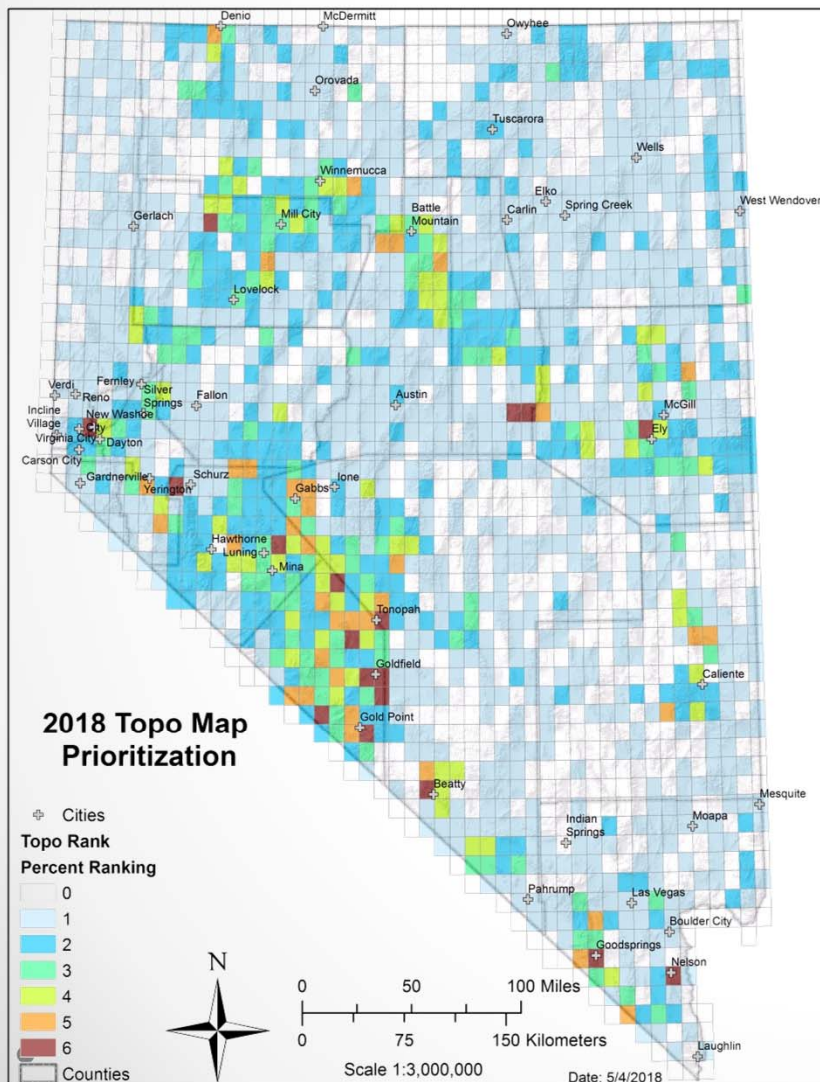 Denio
McDermitt
Owyhee
Orovada
Tuscarora
Wells
Winnemucca
Elko
Battle
Mountain
Carlin
Spring Creek
West Wendover
Gerlach
Mill City
Lovelock
Verdi
Fernley
Reno
Silver
Springs
Fallon
Austin
McGill
Incline
Village
New Washoe
City
Virginia City
Dayton
Ely
Carson City
Gardnerville
Yerington
Schurz
Gabbs
Ione
Hawthorne
Luning
Mina
Tonopah
Goldfield
Caliente
Gold Point
2018 Topo Map
Prioritization
Beatty
Mesquite
Moapa
Indian
Springs
Cities
Topo Rank
Percent Ranking
0
1
2
3
4
5
6
Counties
Pahrump
Las Vegas
Boulder City
Goodsprings
Nelson
Laughlin
N
0 50 100 Miles
0 75 150 Kilometers
Scale 1:3,000,000
Date: 5/4/2018